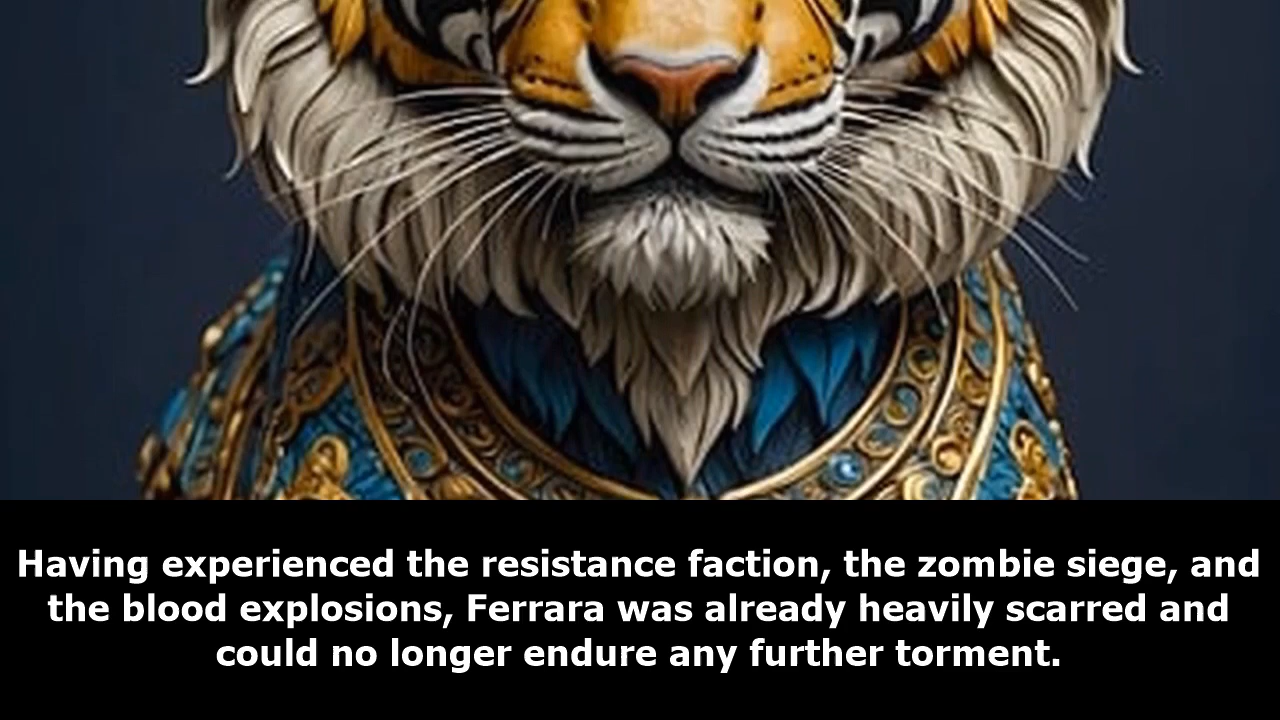 Having experienced the resistance faction, the zombie siege, and
the blood explosions, Ferrara was already heavily scarred and
could no longer endure any further torment.